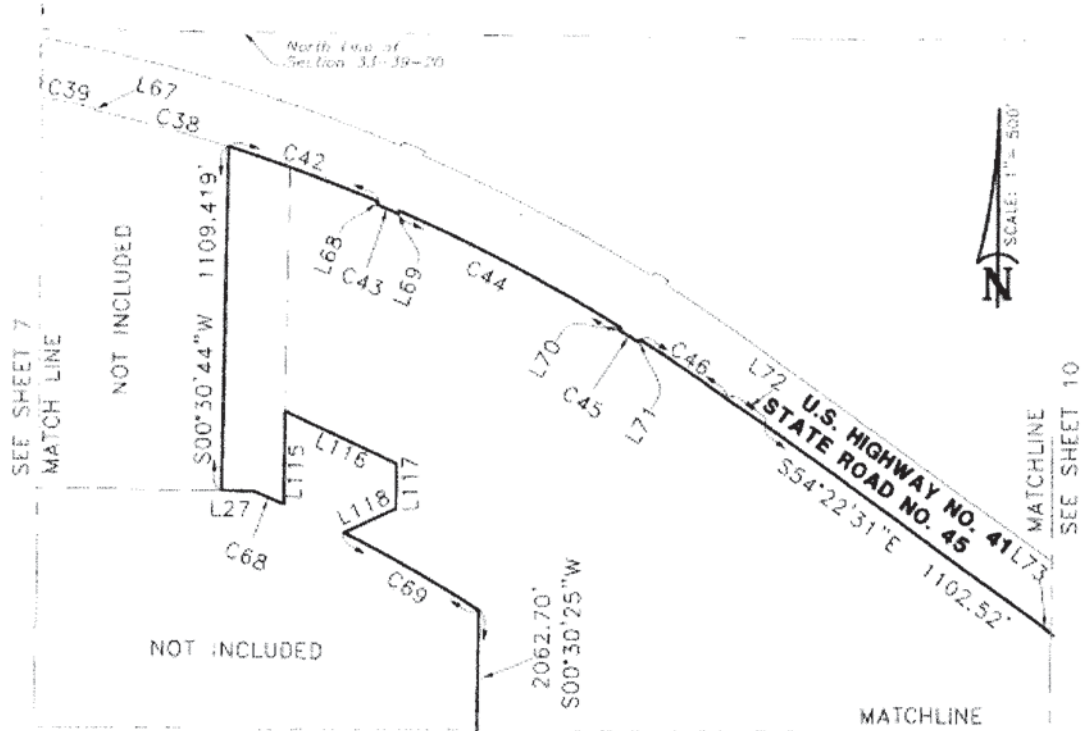 North Line of
Section 33-39-20
C39
L67
C38
C42
SCALE: 1"= 500'
N
S00°30'44"W 1109.419'
NOT INCLUDED
L68
C43
L69
C44
SEE SHEET 7
MATCH LINE
L70
C45
L71
C46
L72
U.S. HIGHWAY NO. 41
STATE ROAD NO. 45
S54°22'31"E 1102.52'
L73
MATCHLINE
SEE SHEET 10
L116
L115
L117
L118
L27
C68
C69
2062.70'
S00°30'25"W
NOT INCLUDED
MATCHLINE